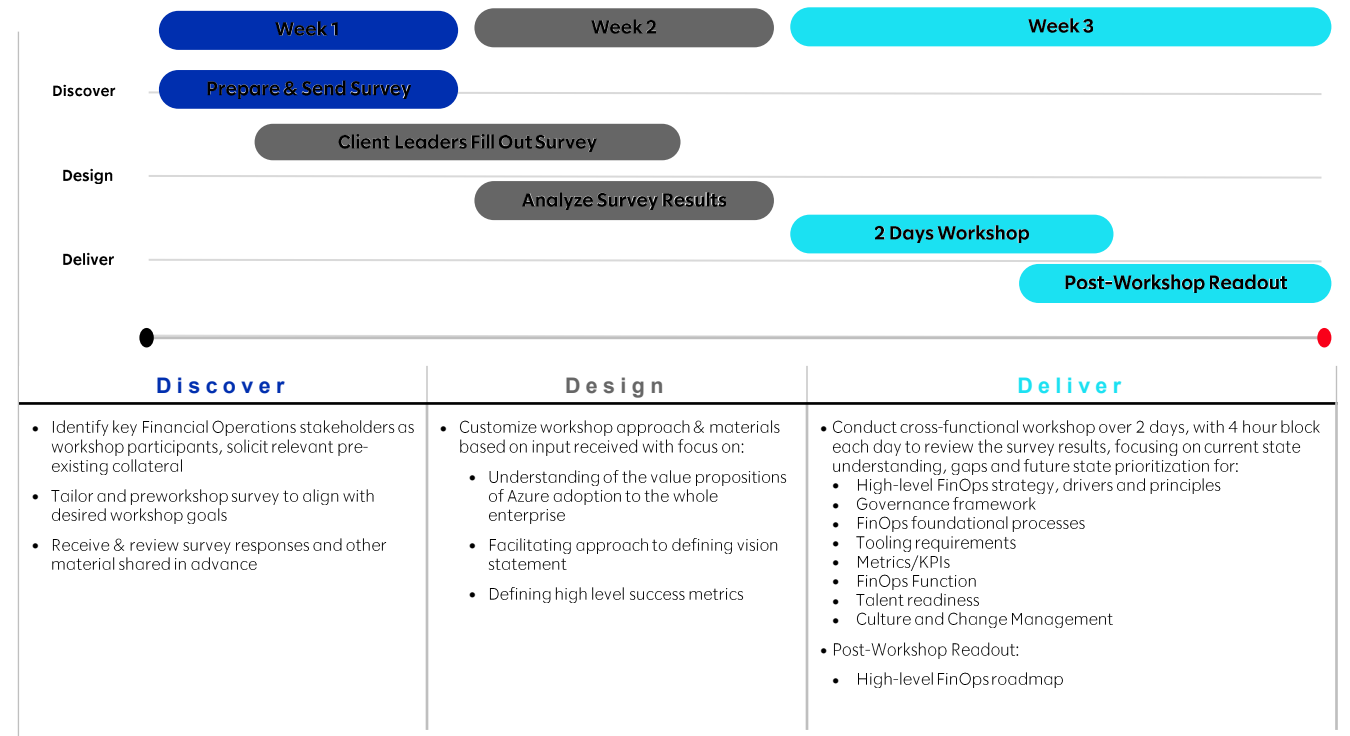 Week 1
Week 2
Week 3
Discover
Prepare & Send Survey
Client Leaders Fill Out Survey
Design
Analyze Survey Results
2 Days Workshop
Deliver
Post-Workshop Readout
Discover
• Identify key Financial Operations stakeholders as
workshop participants, solicit relevant pre-
existing collateral
• Tailor and preworkshop survey to align with
desired workshop goals
• Receive & review survey responses and other
material shared in advance
Design
• Customize workshop approach & materials
based on input received with focus on:
• Understanding of the value propositions
of Azure adoption to the whole
enterprise
• Facilitating approach to defining vision
statement
• Defining high level success metrics
Deliver
• Conduct cross-functional workshop over 2 days, with 4 hour block
each day to review the survey results, focusing on current state
understanding, gaps and future state prioritization for:
• High-level FinOps strategy, drivers and principles
• Governance framework
• FinOps foundational processes
• Tooling requirements
• Metrics/KPIs
• FinOps Function
• Talent readiness
• Culture and Change Management
• Post-Workshop Readout:
• High-level FinOps roadmap